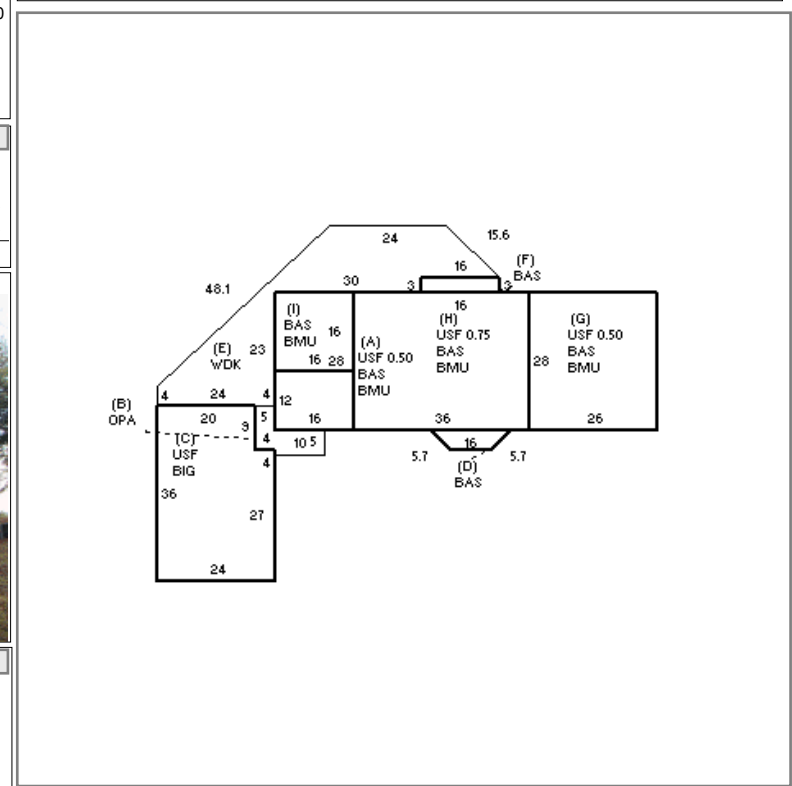 0
24
15.6
(F)
BAS
16
48.1
30
3
3
(I)
BAS
BMU
16
16 28
(A)
USF 0.50
BAS
BMU
16
(H)
USF 0.75
BAS
BMU
(G)
USF 0.50
BAS
BMU
28
(E)
WDK
23
4
24
4
12
(B)
OPA
20
9
5
4
16
36
26
(C)
USF
BIG
10 5
4
5.7
16
5.7
(D)
BAS
36
27
24